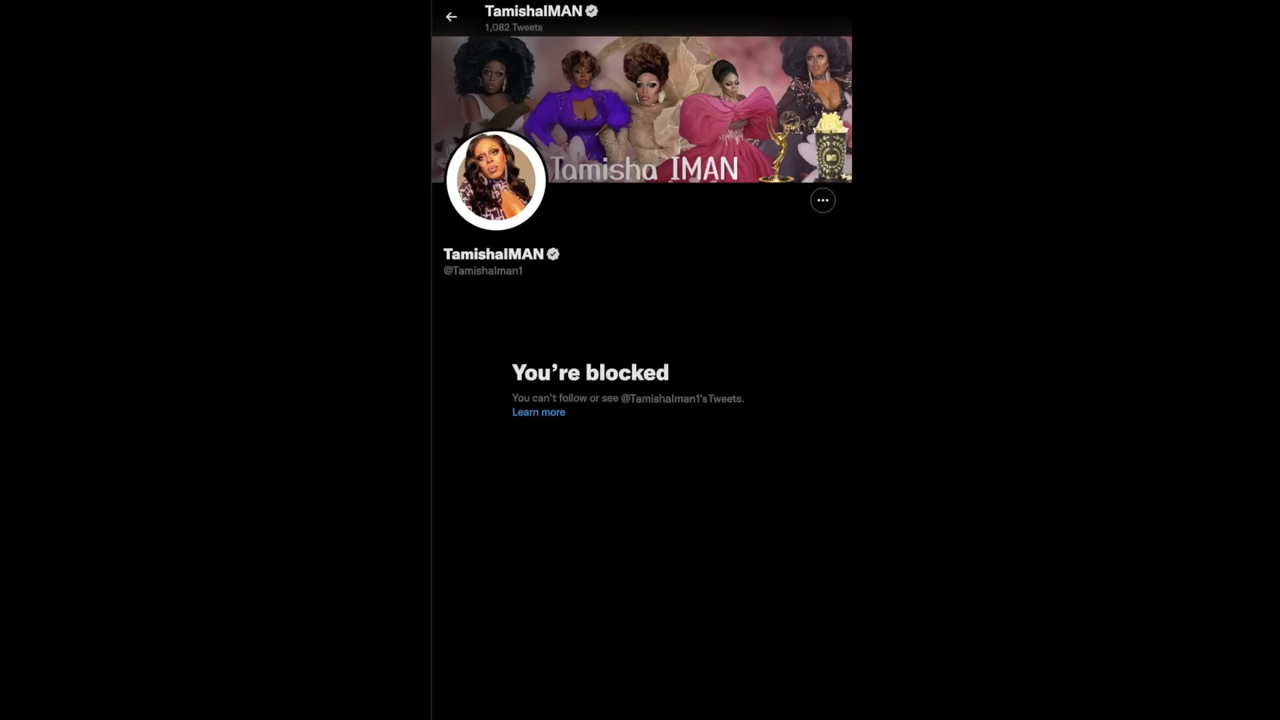 TamishaIMAN
1,082 Tweets
Tamisha IMAN
TamishaIMAN
@TamishaIman1
You're blocked
You can't follow or see @TamishaIman1's Tweets.
Learn more